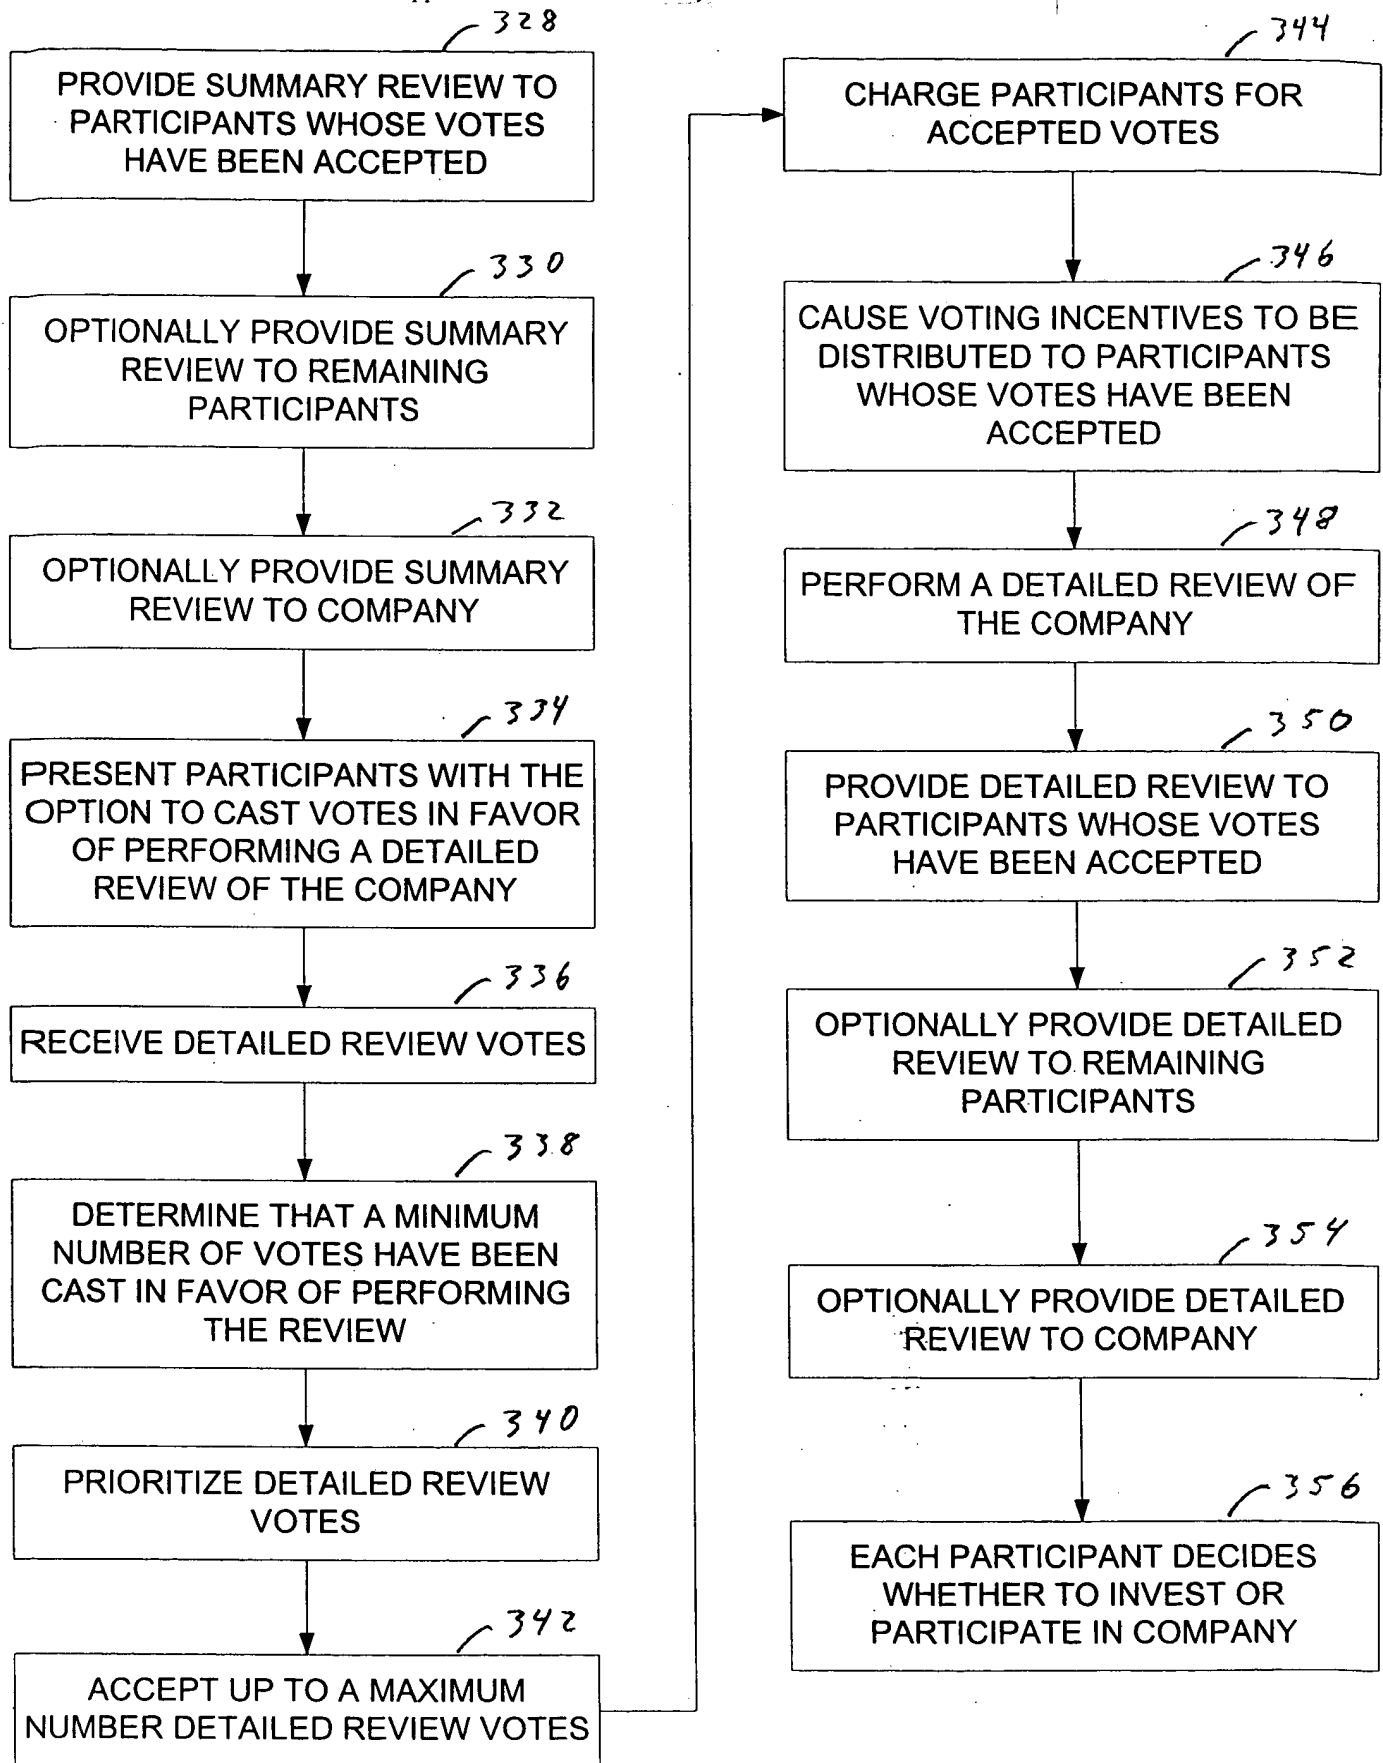 328
PROVIDE SUMMARY REVIEW TO
PARTICIPANTS WHOSE VOTES
HAVE BEEN ACCEPTED
330
OPTIONALLY PROVIDE SUMMARY
REVIEW TO REMAINING
PARTICIPANTS
332
OPTIONALLY PROVIDE SUMMARY
REVIEW TO COMPANY
334
PRESENT PARTICIPANTS WITH THE
OPTION TO CAST VOTES IN FAVOR
OF PERFORMING A DETAILED
REVIEW OF THE COMPANY
336
RECEIVE DETAILED REVIEW VOTES
338
DETERMINE THAT A MINIMUM
NUMBER OF VOTES HAVE BEEN
CAST IN FAVOR OF PERFORMING
THE REVIEW
340
PRIORITIZE DETAILED REVIEW
VOTES
342
ACCEPT UP TO A MAXIMUM
NUMBER DETAILED REVIEW VOTES
344
CHARGE PARTICIPANTS FOR
ACCEPTED VOTES
346
CAUSE VOTING INCENTIVES TO BE
DISTRIBUTED TO PARTICIPANTS
WHOSE VOTES HAVE BEEN
ACCEPTED
348
PERFORM A DETAILED REVIEW OF
THE COMPANY
350
PROVIDE DETAILED REVIEW TO
PARTICIPANTS WHOSE VOTES
HAVE BEEN ACCEPTED
352
OPTIONALLY PROVIDE DETAILED
REVIEW TO REMAINING
PARTICIPANTS
354
OPTIONALLY PROVIDE DETAILED
REVIEW TO COMPANY
356
EACH PARTICIPANT DECIDES
WHETHER TO INVEST OR
PARTICIPATE IN COMPANY